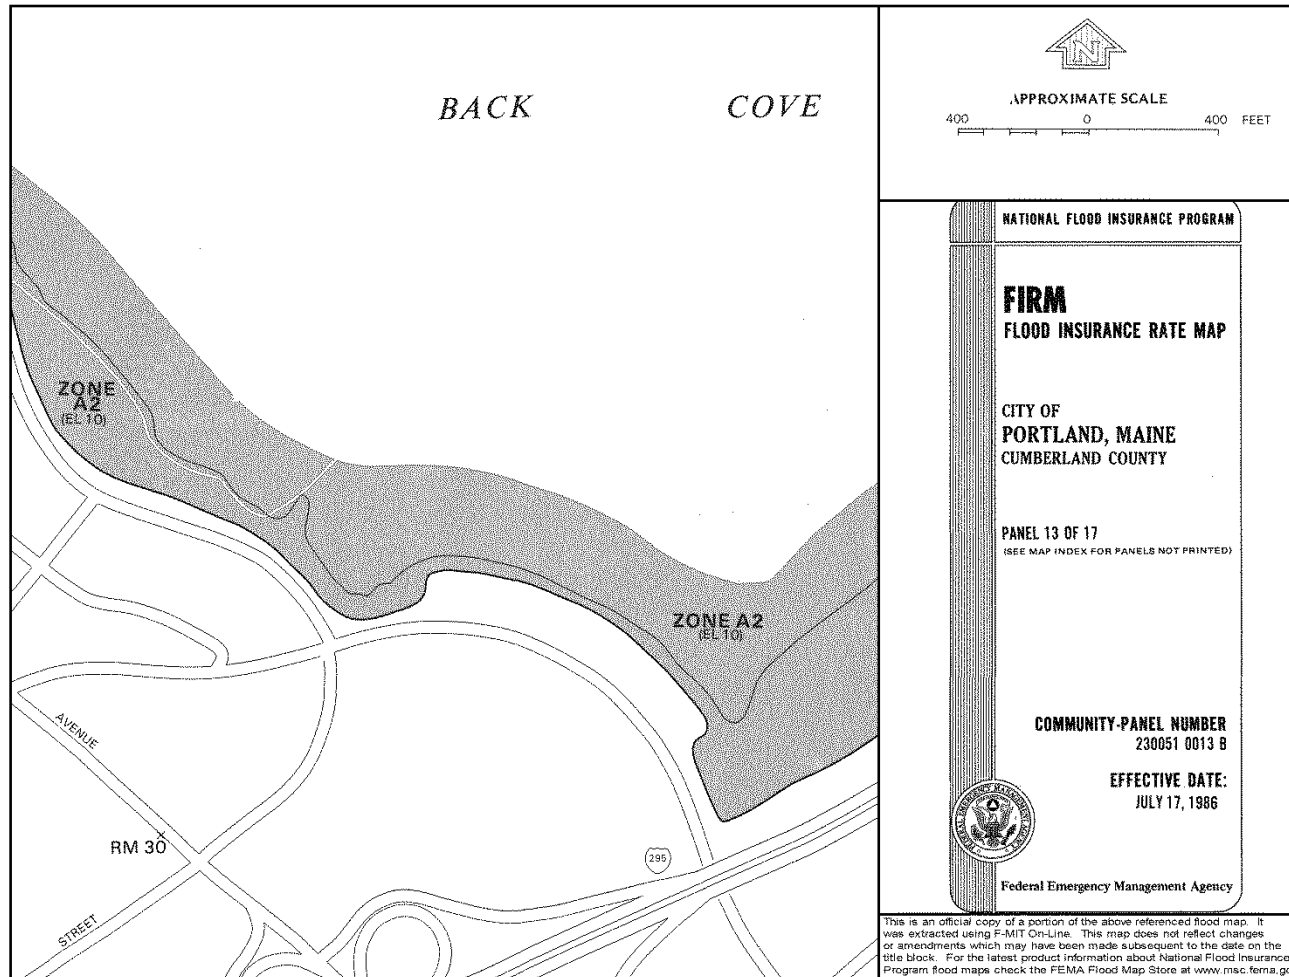 BACK COVE
ZONE
A2
(EL 10)
ZONE A2
(EL 10)
AVENUE
RM 30
STREET
295
N
APPROXIMATE SCALE
400 0 400 FEET
NATIONAL FLOOD INSURANCE PROGRAM
FIRM
FLOOD INSURANCE RATE MAP
CITY OF
PORTLAND, MAINE
CUMBERLAND COUNTY
PANEL 13 OF 17
(SEE MAP INDEX FOR PANELS NOT PRINTED)
COMMUNITY-PANEL NUMBER
230051 0013 B
EFFECTIVE DATE:
JULY 17, 1986
FEDERAL EMERGENCY MANAGEMENT AGENCY
Federal Emergency Management Agency
This is an official copy of a portion of the above referenced flood map. It
was extracted using F-MIT On-Line. This map does not reflect changes
or amendments which may have been made subsequent to the date on the
title block. For the latest product information about National Flood Insurance
Program flood maps check the FEMA Flood Map Store at www.msc.fema.go